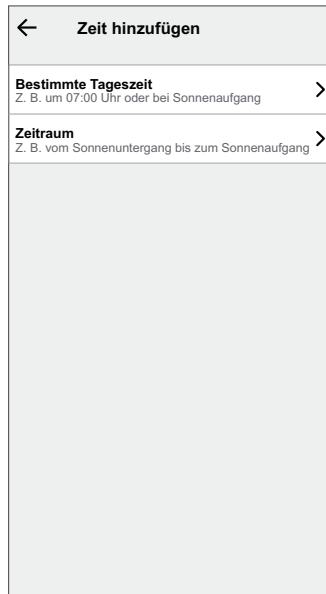 Zeit hinzufügen
Bestimmte Tageszeit
Z. B. um 07:00 Uhr oder bei Sonnenaufgang
Zeitraum
Z. B. vom Sonnenuntergang bis zum Sonnenaufgang